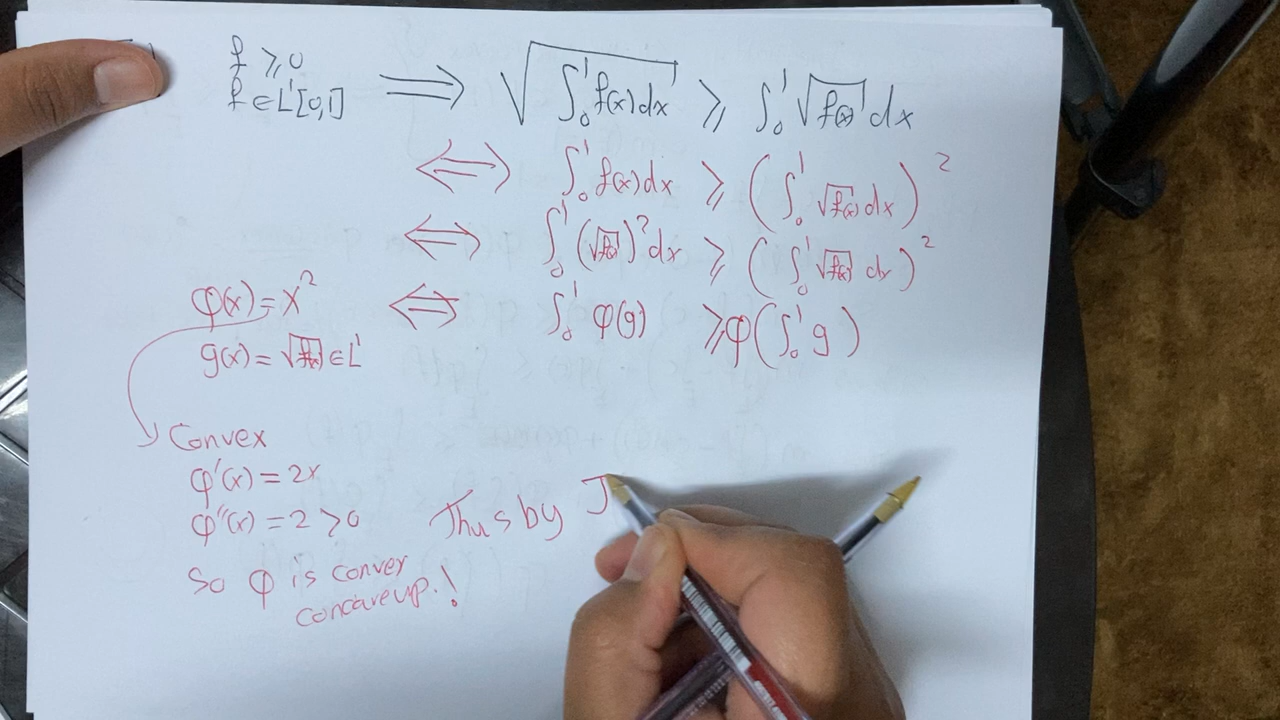 f ⩾ 0
f ∈ L¹[0,1] ⟹ √(∫₀¹ f(x) dx) ⩾ ∫₀¹ √f(x) dx
⟺ ∫₀¹ f(x) dx ⩾ (∫₀¹ √f(x) dx)²
⟺ ∫₀¹ (√f(x))² dx ⩾ (∫₀¹ √f(x) dx)²
φ(x) = x² ⟺ ∫₀¹ φ(g) ⩾ φ(∫₀¹ g)
g(x) = √f(x) ∈ L¹
Convex
φ'(x) = 2x
φ''(x) = 2 > 0
Thus by J
So φ is convex
concave up.!